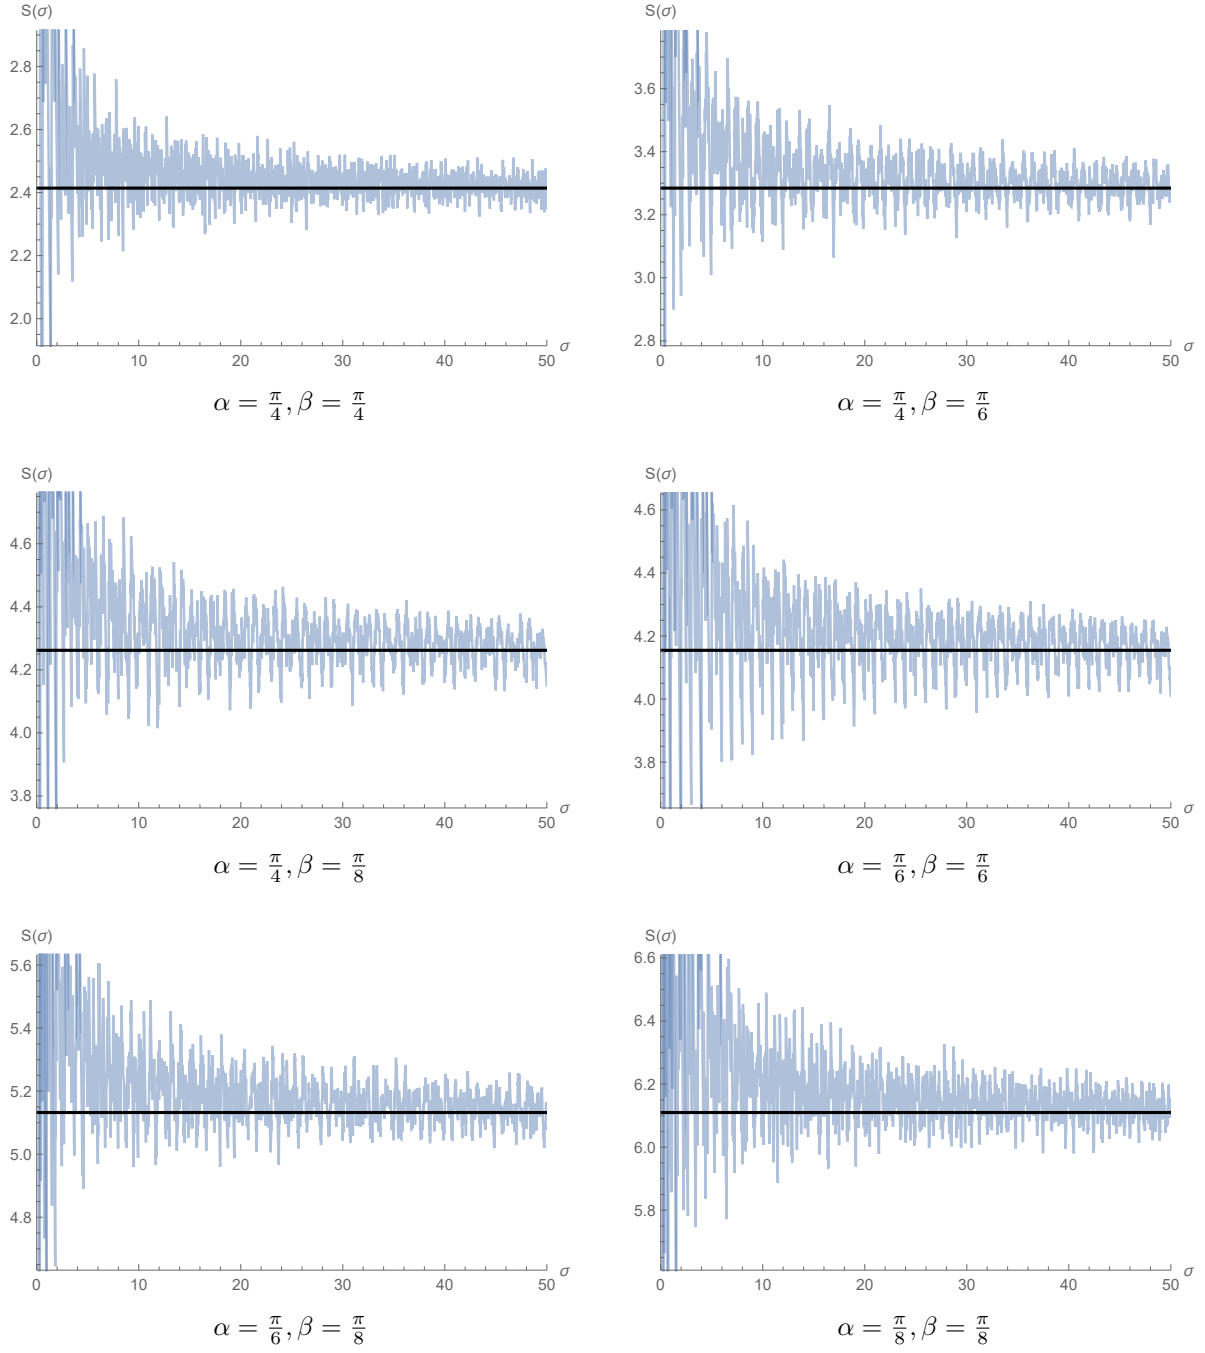 S(σ)
2.8
2.6
2.4
2.2
2.0
0 10 20 30 40 50 σ
α = π/4, β = π/4
S(σ)
3.6
3.4
3.2
3.0
2.8
0 10 20 30 40 50 σ
α = π/4, β = π/6
S(σ)
4.6
4.4
4.2
4.0
3.8
0 10 20 30 40 50 σ
α = π/4, β = π/8
S(σ)
4.6
4.4
4.2
4.0
3.8
0 10 20 30 40 50 σ
α = π/6, β = π/6
S(σ)
5.6
5.4
5.2
5.0
4.8
0 10 20 30 40 50 σ
α = π/6, β = π/8
S(σ)
6.6
6.4
6.2
6.0
5.8
0 10 20 30 40 50 σ
α = π/8, β = π/8